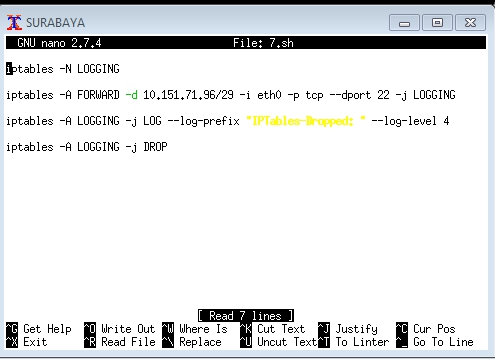 SURABAYA
GNU nano 2.7.4 File: 7.sh
iptables -N LOGGING
iptables -A FORWARD -d 10.151.71.96/29 -i eth0 -p tcp --dport 22 -j LOGGING
iptables -A LOGGING -j LOG --log-prefix "IPTables-Dropped: " --log-level 4
iptables -A LOGGING -j DROP
[ Read 7 lines ]
^G Get Help ^O Write Out ^W Where Is ^K Cut Text ^J Justify ^C Cur Pos
^X Exit ^R Read File ^\ Replace ^U Uncut Text ^T To Linter ^_ Go To Line